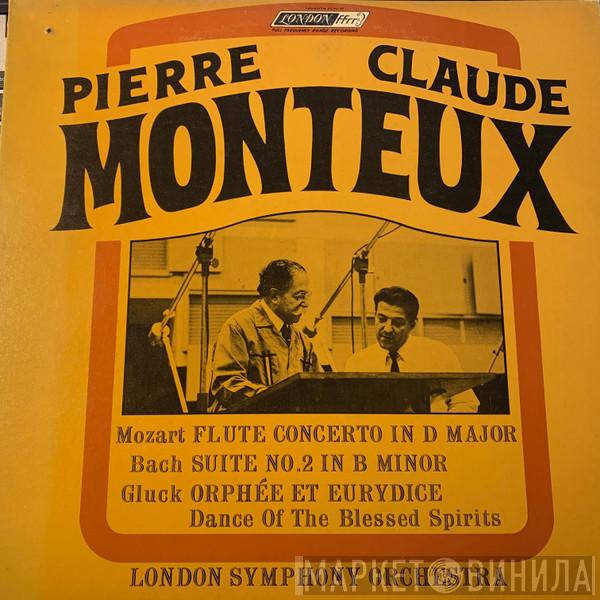 LONDON ffrr
FULL FREQUENCY RANGE RECORDING
PIERRE CLAUDE
MONTEUX
Mozart FLUTE CONCERTO IN D MAJOR
Bach SUITE NO.2 IN B MINOR
Gluck ORPHÉE ET EURYDICE
Dance Of The Blessed Spirits
LONDON SYMPHONY ORCHESTRA
МАРКЕТ ВИНИЛА